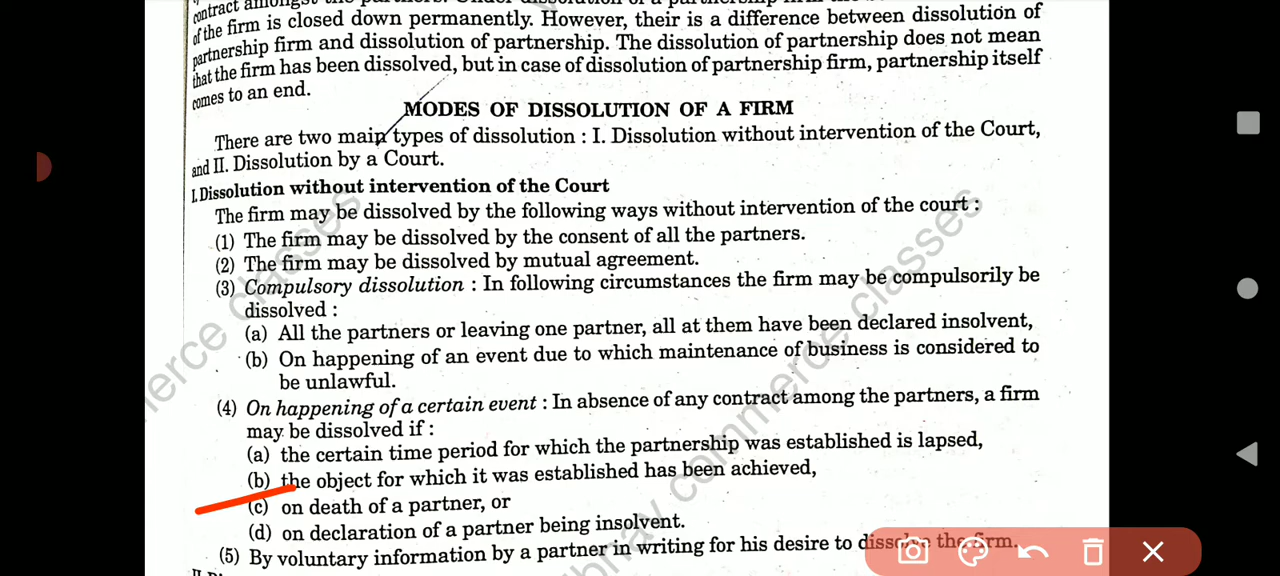 contract amongst the partners.
of the firm is closed down permanently. However, their is a difference between dissolution of
partnership firm and dissolution of partnership. The dissolution of partnership does not mean
that the firm has been dissolved, but in case of dissolution of partnership firm, partnership itself
comes to an end.
MODES OF DISSOLUTION OF A FIRM
There are two main types of dissolution : I. Dissolution without intervention of the Court,
and II. Dissolution by a Court.
I. Dissolution without intervention of the Court
The firm may be dissolved by the following ways without intervention of the court :
(1) The firm may be dissolved by the consent of all the partners.
(2) The firm may be dissolved by mutual agreement.
(3) Compulsory dissolution : In following circumstances the firm may be compulsorily be
dissolved :
(a) All the partners or leaving one partner, all at them have been declared insolvent,
(b) On happening of an event due to which maintenance of business is considered to
be unlawful.
(4) On happening of a certain event : In absence of any contract among the partners, a firm
may be dissolved if :
(a) the certain time period for which the partnership was established is lapsed,
(b) the object for which it was established has been achieved,
(c) on death of a partner, or
(d) on declaration of a partner being insolvent.
(5) By voluntary information by a partner in writing for his desire to dissolve the firm.
erce classes
commerce classes